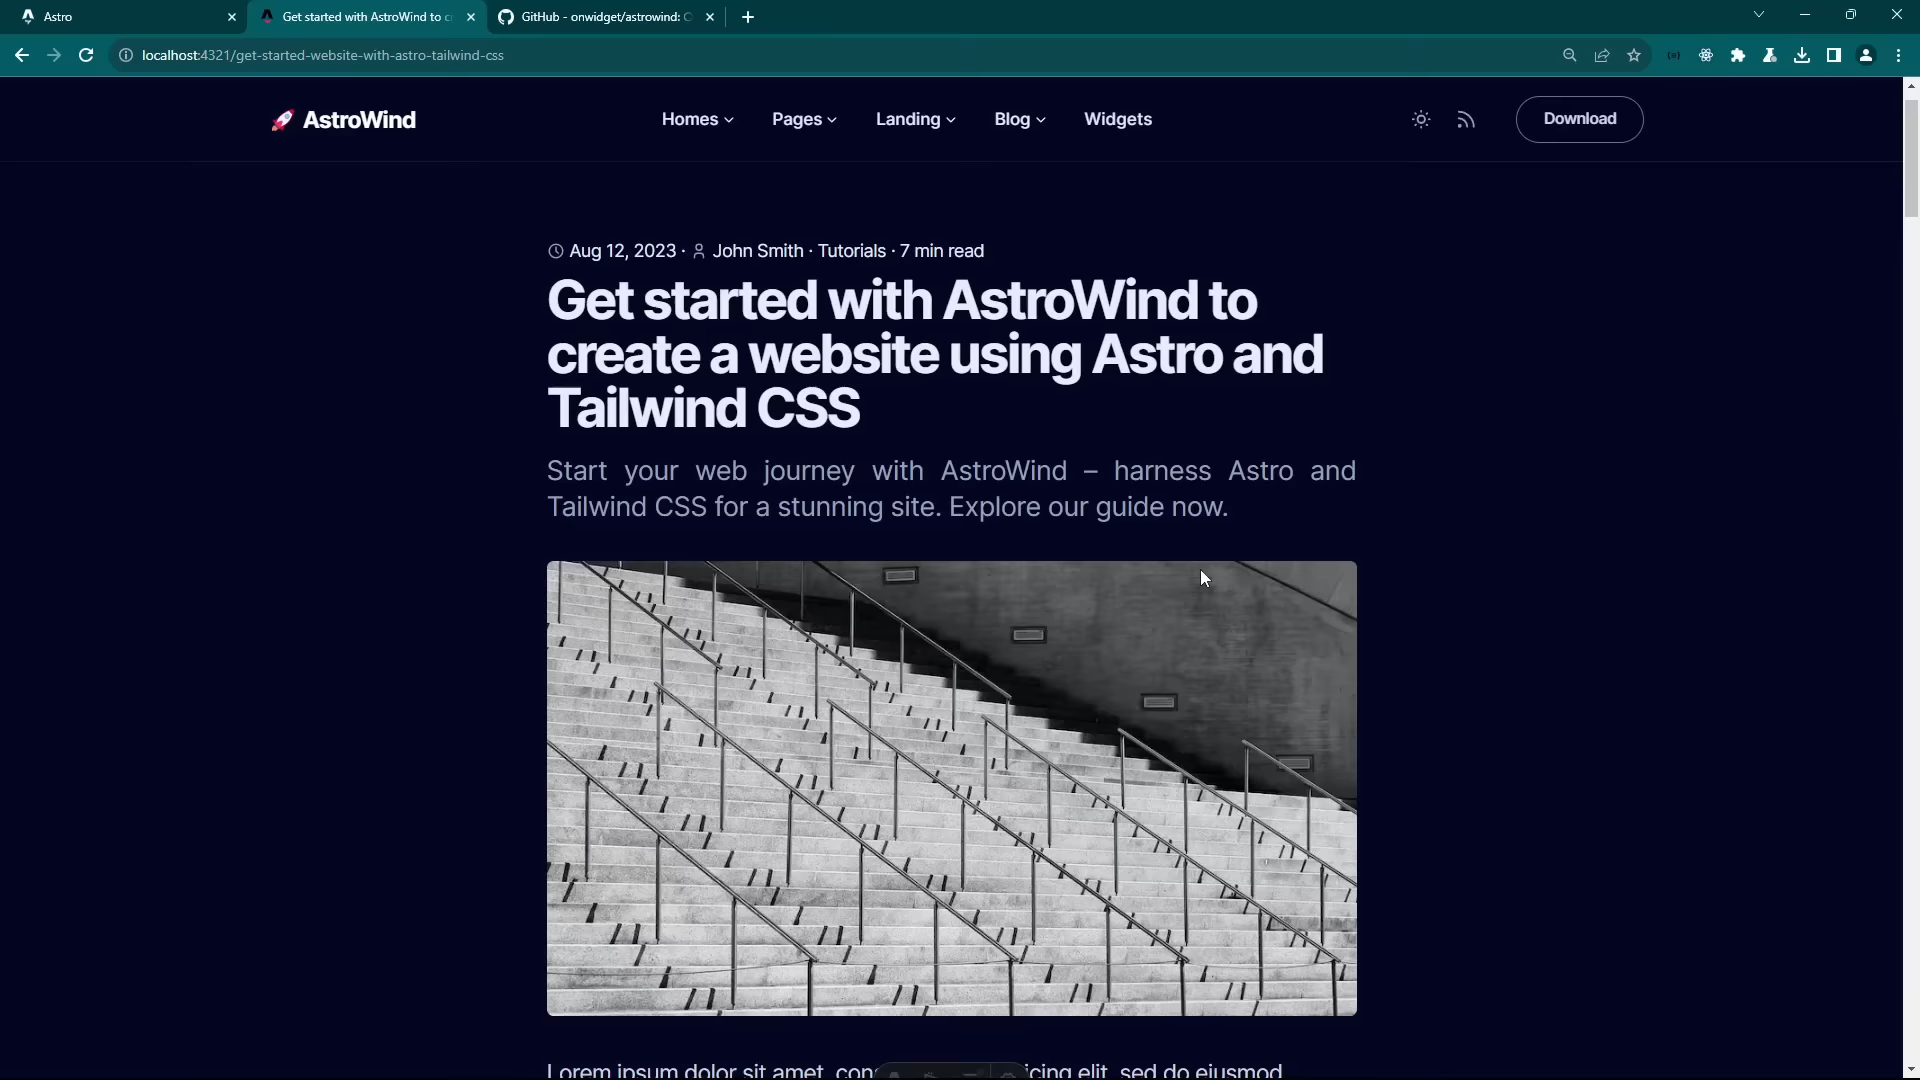 Astro
Get started with AstroWind to c
GitHub - onwidget/astrowind:
localhost:4321/get-started-website-with-astro-tailwind-css
AstroWind
Homes
Pages
Landing
Blog
Widgets
Download
Aug 12, 2023 · John Smith · Tutorials · 7 min read
Get started with AstroWind to
create a website using Astro and
Tailwind CSS
Start your web journey with AstroWind – harness Astro and
Tailwind CSS for a stunning site. Explore our guide now.
Lorem ipsum dolor sit amet, elit, sed do eiusmod